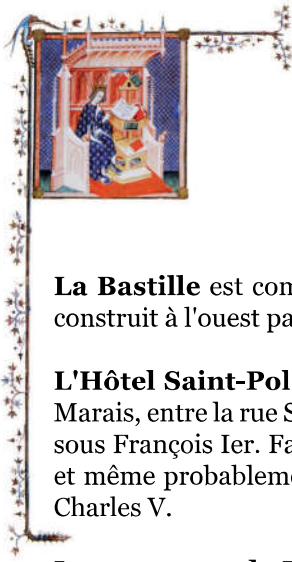 La Bastille est com
construit à l'ouest pa
L'Hôtel Saint-Pol
Marais, entre la rue S
sous François Ier. Fa
et même probableme
Charles V.